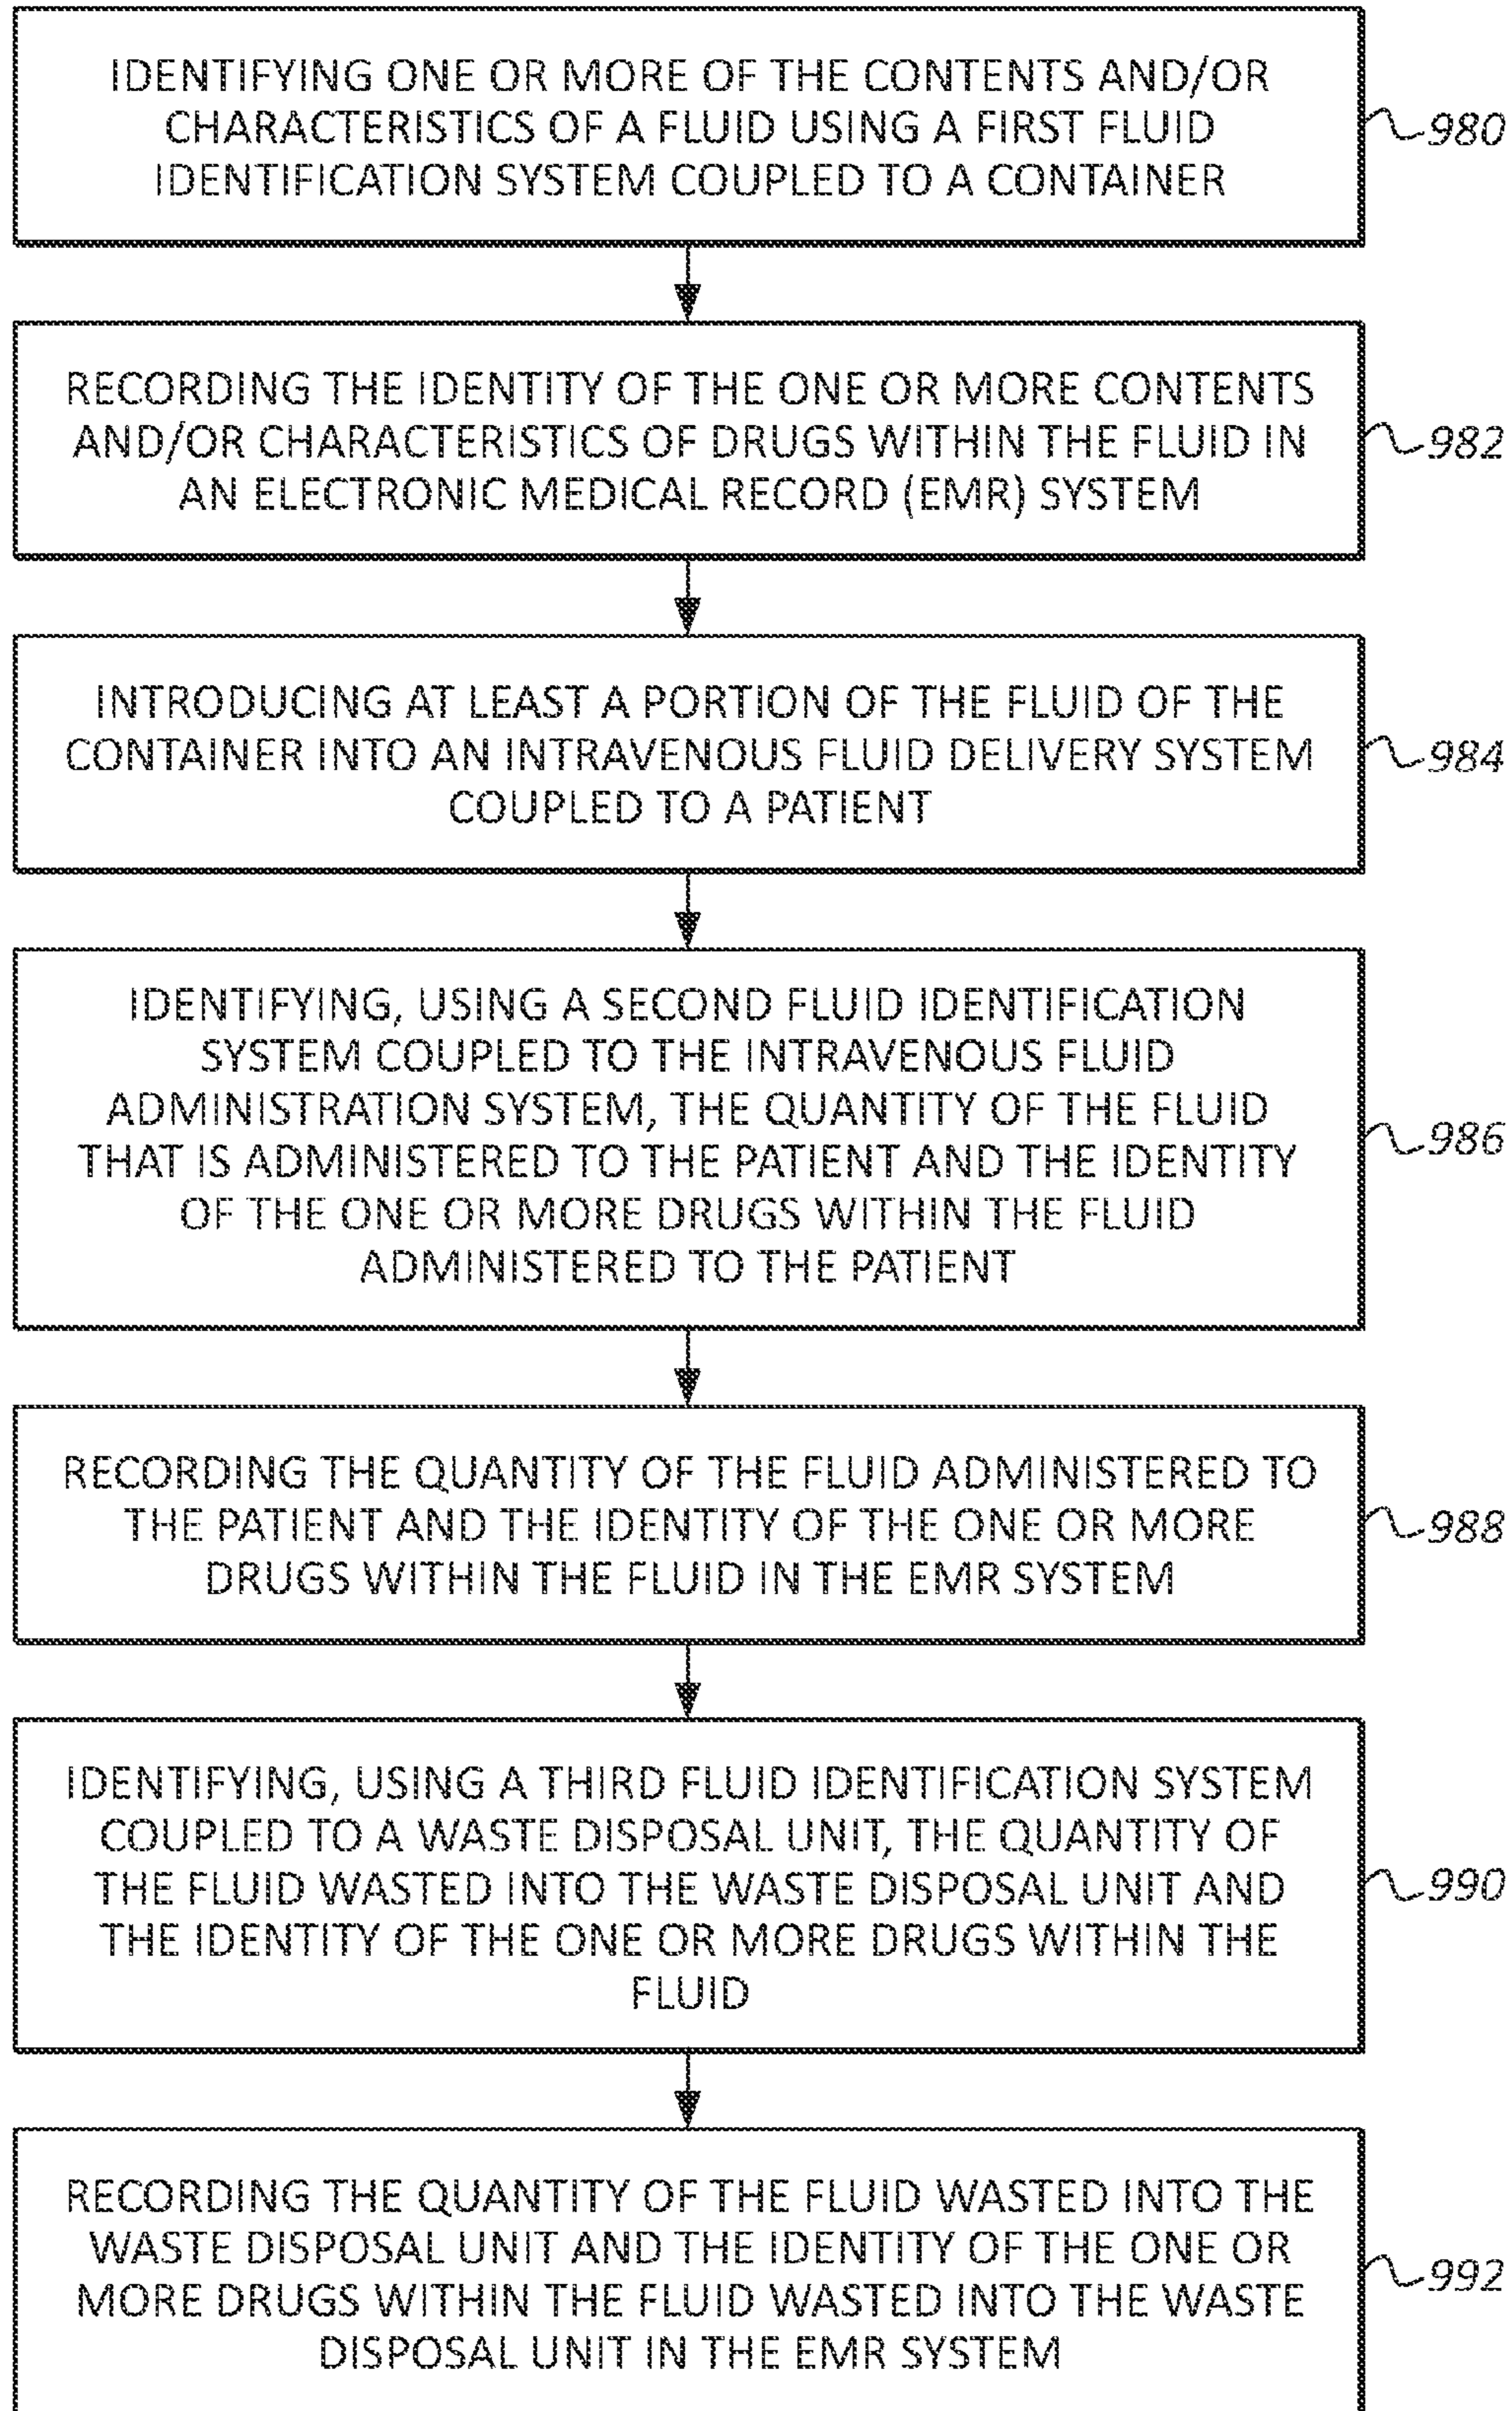 IDENTIFYING ONE OR MORE OF THE CONTENTS AND/OR
CHARACTERISTICS OF A FLUID USING A FIRST FLUID
IDENTIFICATION SYSTEM COUPLED TO A CONTAINER
980
RECORDING THE IDENTITY OF THE ONE OR MORE CONTENTS
AND/OR CHARACTERISTICS OF DRUGS WITHIN THE FLUID IN
AN ELECTRONIC MEDICAL RECORD (EMR) SYSTEM
982
INTRODUCING AT LEAST A PORTION OF THE FLUID OF THE
CONTAINER INTO AN INTRAVENOUS FLUID DELIVERY SYSTEM
COUPLED TO A PATIENT
984
IDENTIFYING, USING A SECOND FLUID IDENTIFICATION
SYSTEM COUPLED TO THE INTRAVENOUS FLUID
ADMINISTRATION SYSTEM, THE QUANTITY OF THE FLUID
THAT IS ADMINISTERED TO THE PATIENT AND THE IDENTITY
OF THE ONE OR MORE DRUGS WITHIN THE FLUID
ADMINISTERED TO THE PATIENT
986
RECORDING THE QUANTITY OF THE FLUID ADMINISTERED TO
THE PATIENT AND THE IDENTITY OF THE ONE OR MORE
DRUGS WITHIN THE FLUID IN THE EMR SYSTEM
988
IDENTIFYING, USING A THIRD FLUID IDENTIFICATION SYSTEM
COUPLED TO A WASTE DISPOSAL UNIT, THE QUANTITY OF
THE FLUID WASTED INTO THE WASTE DISPOSAL UNIT AND
THE IDENTITY OF THE ONE OR MORE DRUGS WITHIN THE
FLUID
990
RECORDING THE QUANTITY OF THE FLUID WASTED INTO THE
WASTE DISPOSAL UNIT AND THE IDENTITY OF THE ONE OR
MORE DRUGS WITHIN THE FLUID WASTED INTO THE WASTE
DISPOSAL UNIT IN THE EMR SYSTEM
992